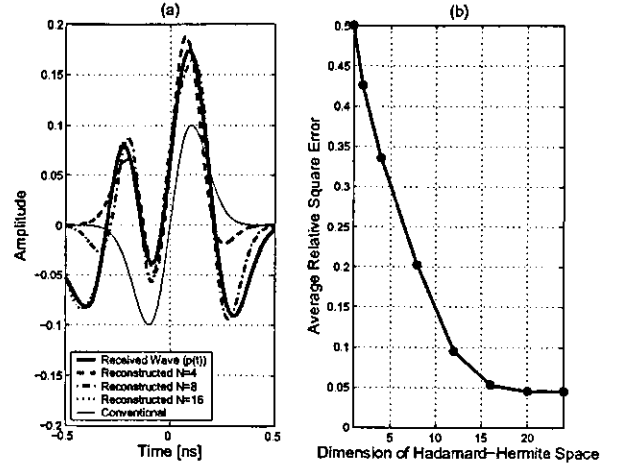 (a)
0.2
0.15
0.1
0.05
0
-0.05
-0.1
-0.15
-0.2
Amplitude
Received Wave (p(t))
Reconstructed N=4
Reconstructed N=8
Reconstructed N=16
Conventional
-0.5
0
0.5
Time [ns]
(b)
0.5
0.45
0.4
0.35
0.3
0.25
0.2
0.15
0.1
0.05
0
Average Relative Square Error
5
10
15
20
Dimension of Hadamard-Hermite Space